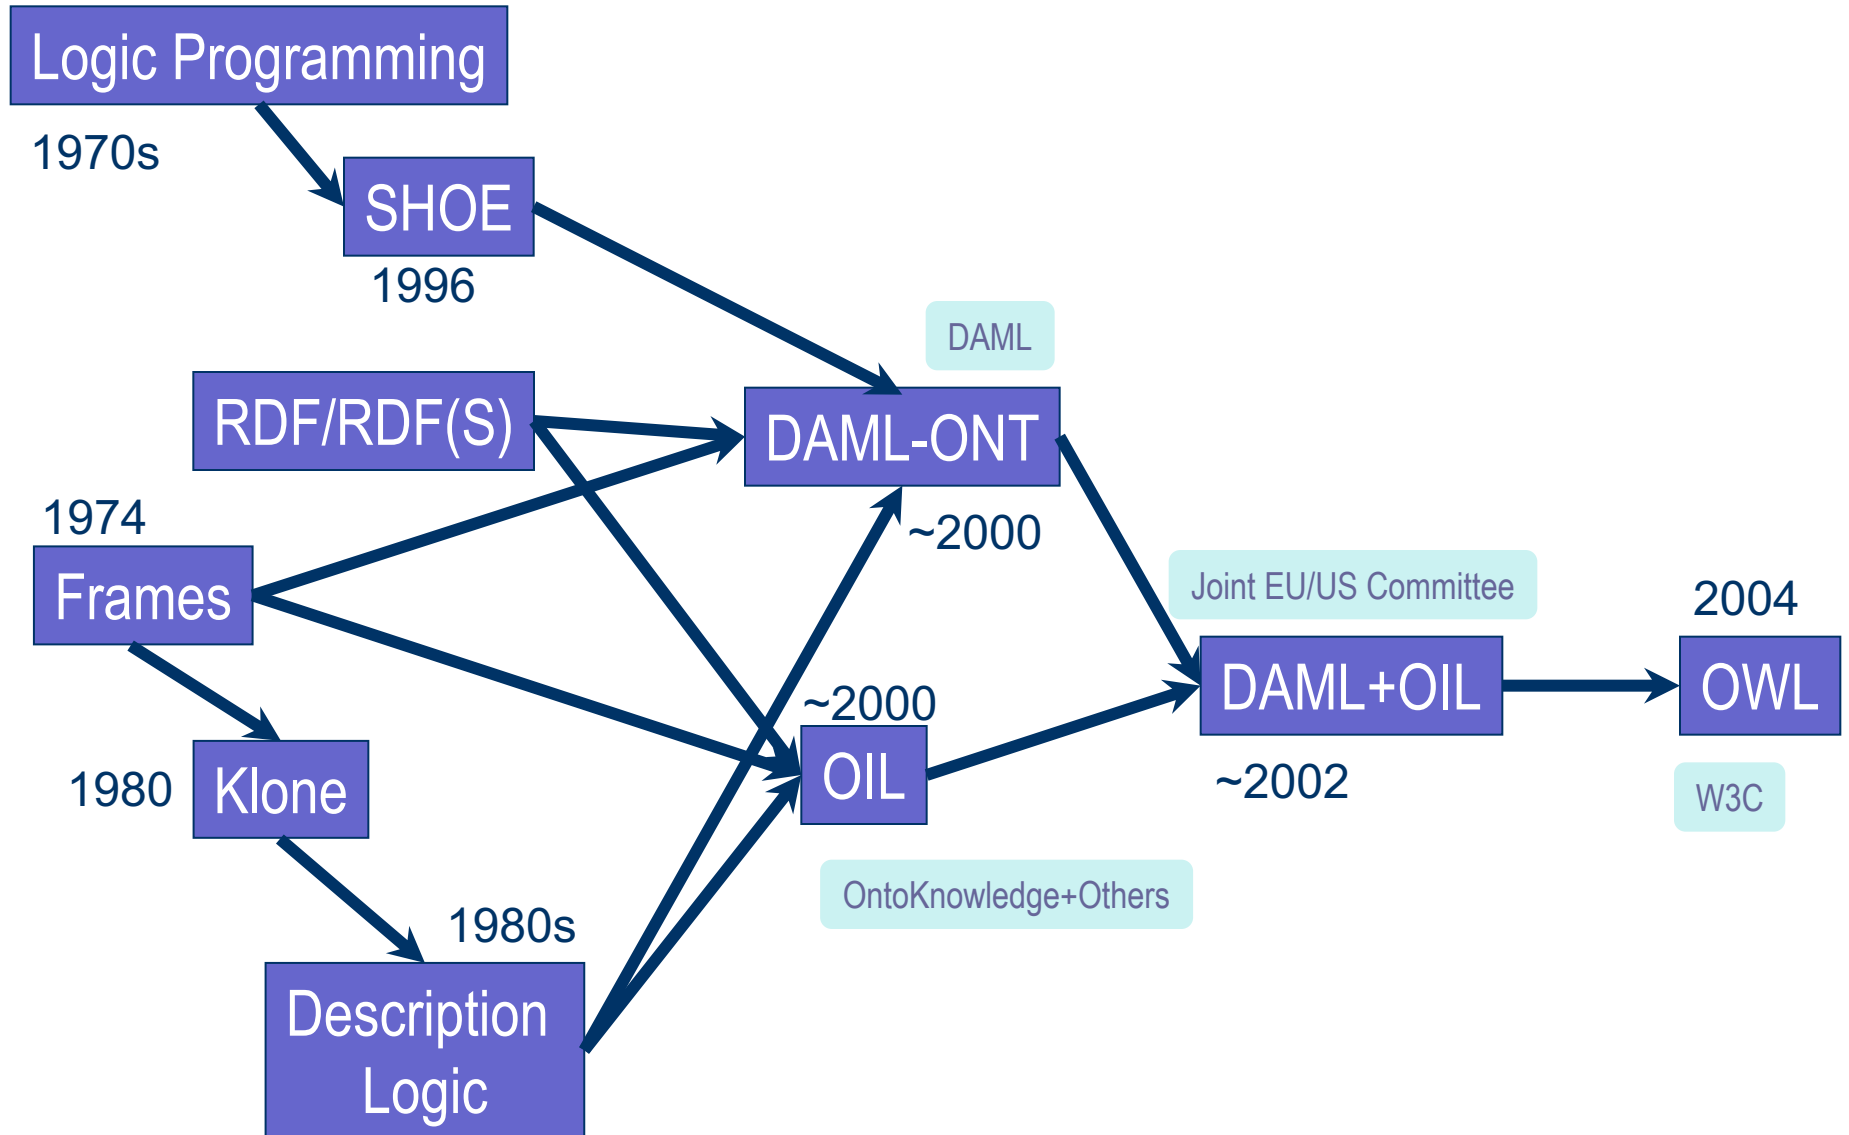 Logic Programming
1970s
SHOE
1996
DAML
RDF/RDF(S)
DAML-ONT
~2000
1974
Frames
Joint EU/US Committee
2004
DAML+OIL
OWL
~2002
W3C
~2000
OIL
1980
Klone
OntoKnowledge+Others
1980s
Description
Logic